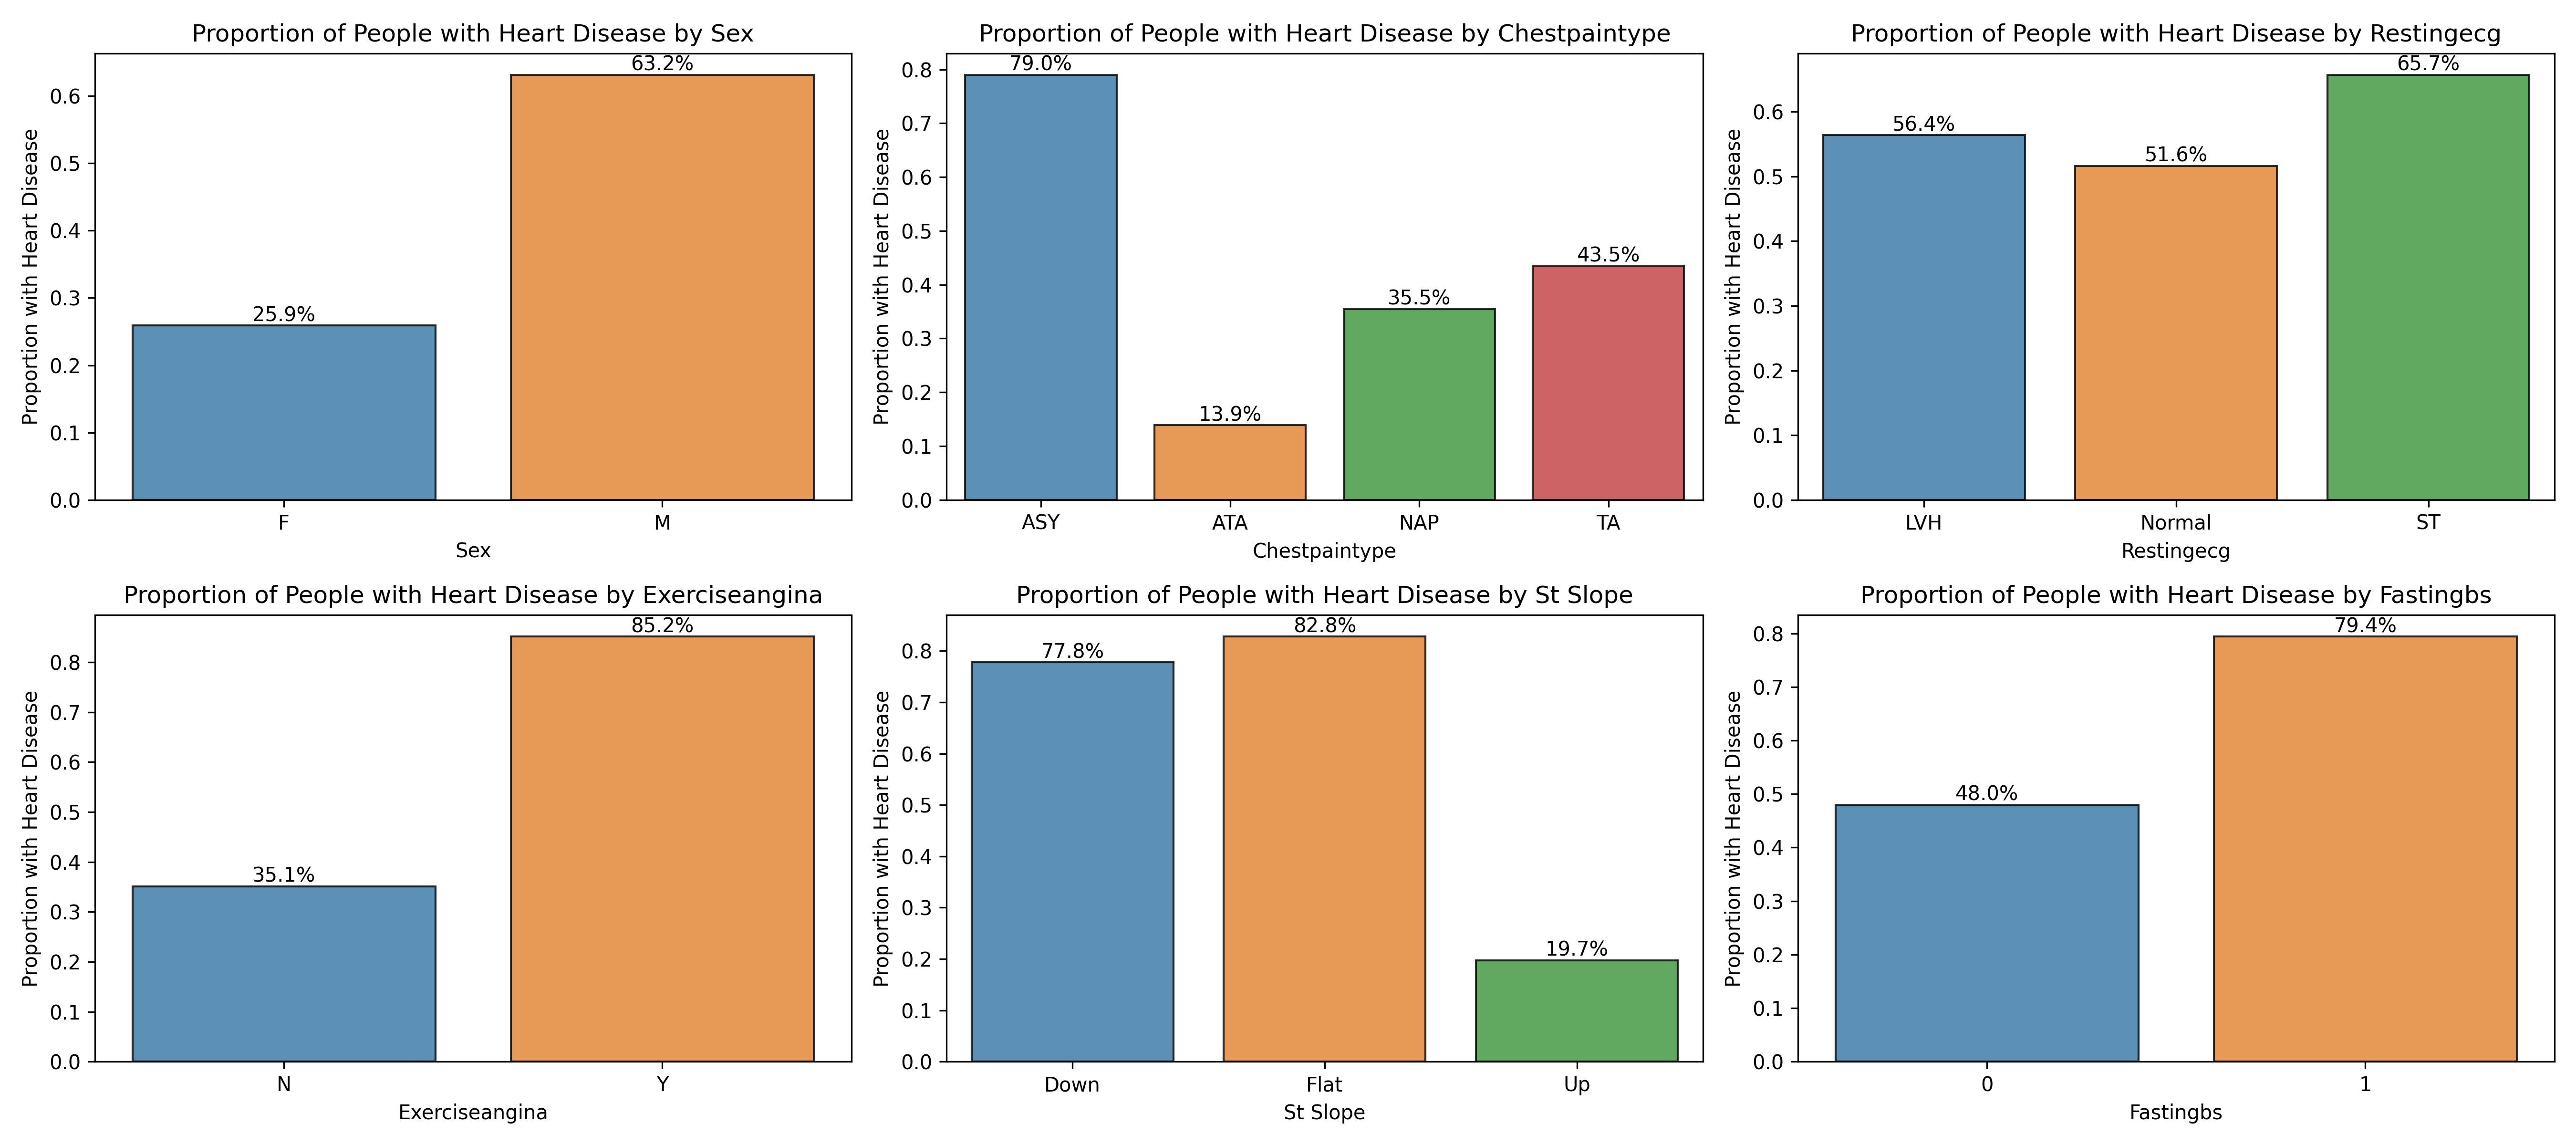 Proportion of People with Heart Disease by Sex
Proportion with Heart Disease
0.6
0.5
0.4
0.3
0.2
0.1
0.0
25.9%
63.2%
F
M
Sex
Proportion of People with Heart Disease by Chestpaintype
Proportion with Heart Disease
0.8
0.7
0.6
0.5
0.4
0.3
0.2
0.1
0.0
79.0%
13.9%
35.5%
43.5%
ASY
ATA
NAP
TA
Chestpaintype
Proportion of People with Heart Disease by Restingecg
Proportion with Heart Disease
0.6
0.5
0.4
0.3
0.2
0.1
0.0
56.4%
51.6%
65.7%
LVH
Normal
ST
Restingecg
Proportion of People with Heart Disease by Exerciseangina
Proportion with Heart Disease
0.8
0.7
0.6
0.5
0.4
0.3
0.2
0.1
0.0
35.1%
85.2%
N
Y
Exerciseangina
Proportion of People with Heart Disease by St Slope
Proportion with Heart Disease
0.8
0.7
0.6
0.5
0.4
0.3
0.2
0.1
0.0
77.8%
82.8%
19.7%
Down
Flat
Up
St Slope
Proportion of People with Heart Disease by Fastingbs
Proportion with Heart Disease
0.8
0.7
0.6
0.5
0.4
0.3
0.2
0.1
0.0
48.0%
79.4%
0
1
Fastingbs